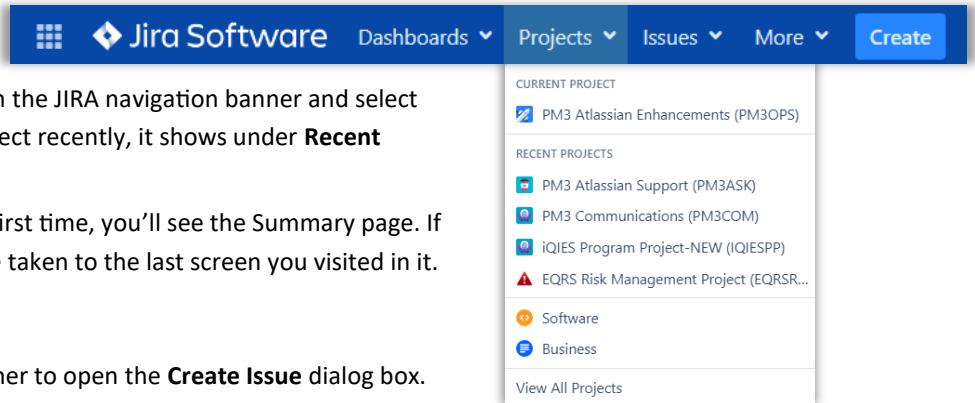 Jira Software Dashboards Projects Issues More Create
n the JIRA navigation banner and select
ect recently, it shows under Recent
irst time, you’ll see the Summary page. If
e taken to the last screen you visited in it.
ner to open the Create Issue dialog box.
CURRENT PROJECT
PM3 Atlassian Enhancements (PM3OPS)
RECENT PROJECTS
PM3 Atlassian Support (PM3ASK)
PM3 Communications (PM3COM)
iQIES Program Project-NEW (IQIESPP)
EQRS Risk Management Project (EQRSR...
Software
Business
View All Projects